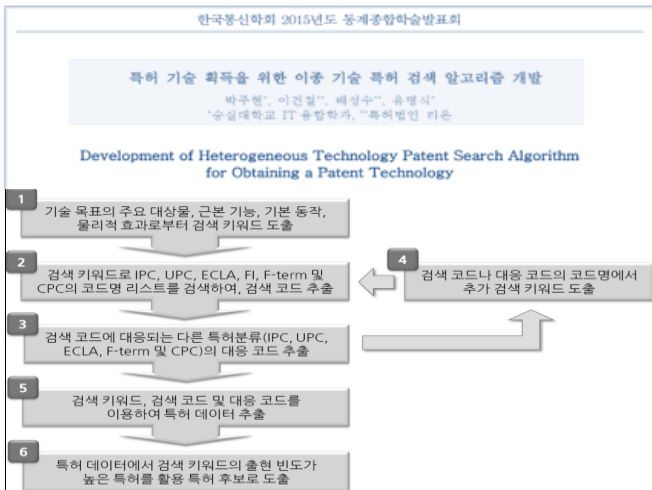 한국통신학회 2015년도 동계종합학술발표회
특허 기술 획득을 위한 이종 기술 특허 검색 알고리즘 개발
박주현*, 이건철**, 배성수**, 유명식*
*숭실대학교 IT 융합학과, **특허법인 리온
Development of Heterogeneous Technology Patent Search Algorithm
for Obtaining a Patent Technology
1
기술 목표의 주요 대상물, 근본 기능, 기본 동작,
물리적 효과로부터 검색 키워드 도출
2
검색 키워드로 IPC, UPC, ECLA, FI, F-term 및
CPC의 코드명 리스트를 검색하여, 검색 코드 추출
4
검색 코드나 대응 코드의 코드명에서
추가 검색 키워드 도출
3
검색 코드에 대응되는 다른 특허분류(IPC, UPC,
ECLA, F-term 및 CPC)의 대응 코드 추출
5
검색 키워드, 검색 코드 및 대응 코드를
이용하여 특허 데이터 추출
6
특허 데이터에서 검색 키워드의 출현 빈도가
높은 특허를 활용 특허 후보로 도출